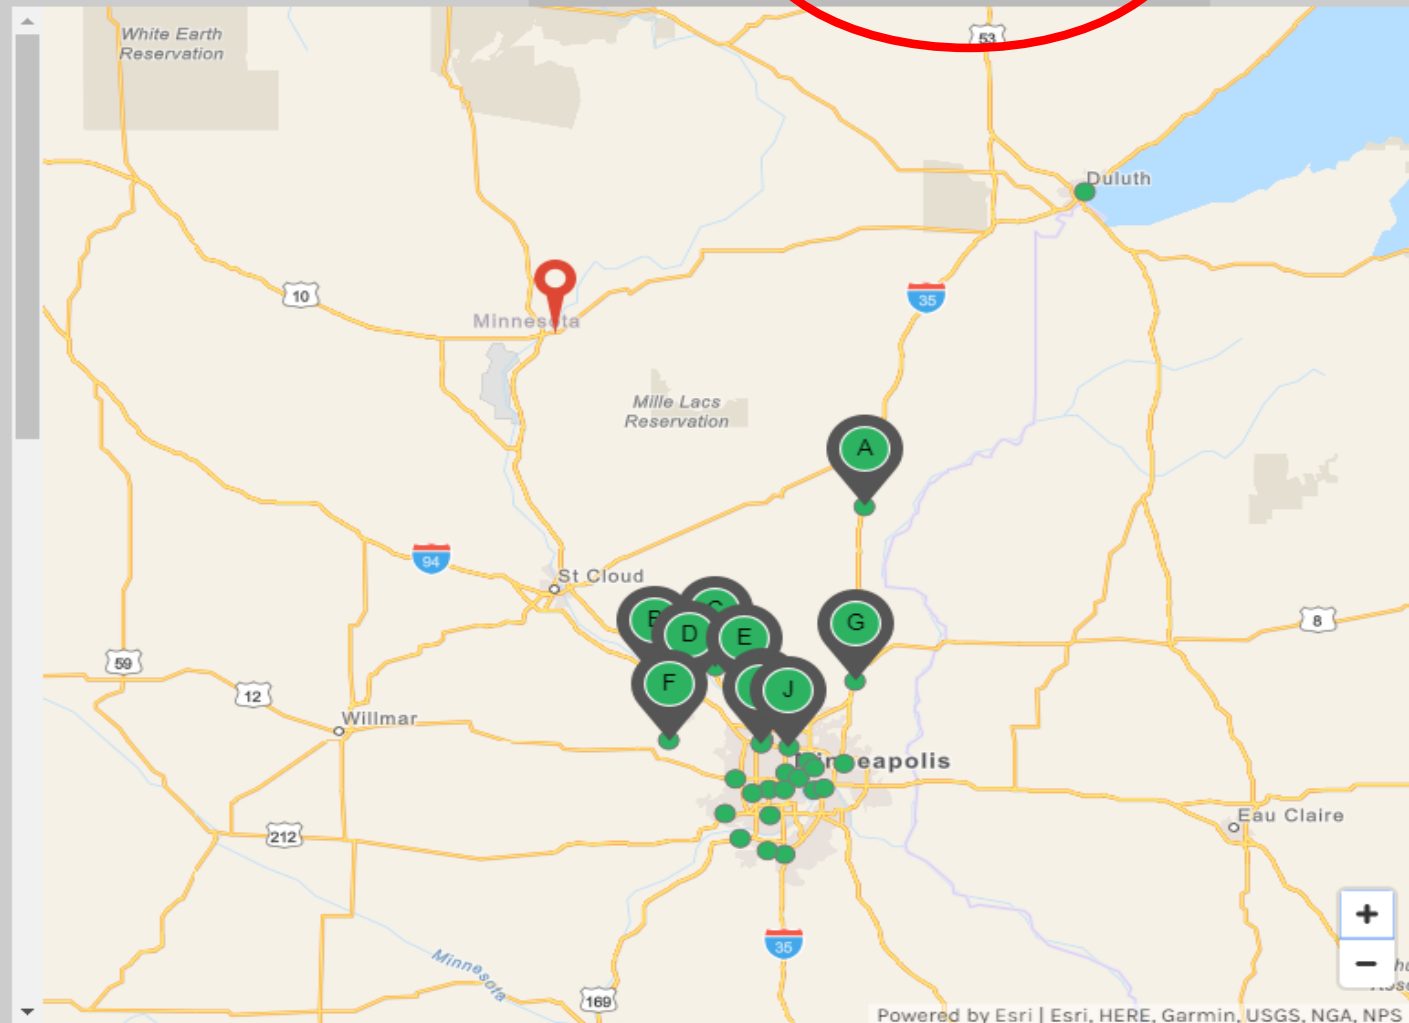 White Earth
Reservation
53
Duluth
10
35
Minnesota
Mille Lacs
Reservation
A
94
St Cloud
D
E
G
8
59
F
J
12
Willmar
212
Eau Claire
+
35
−
Minnesota
169
Powered by Esri | Esri, HERE, Garmin, USGS, NGA, NPS